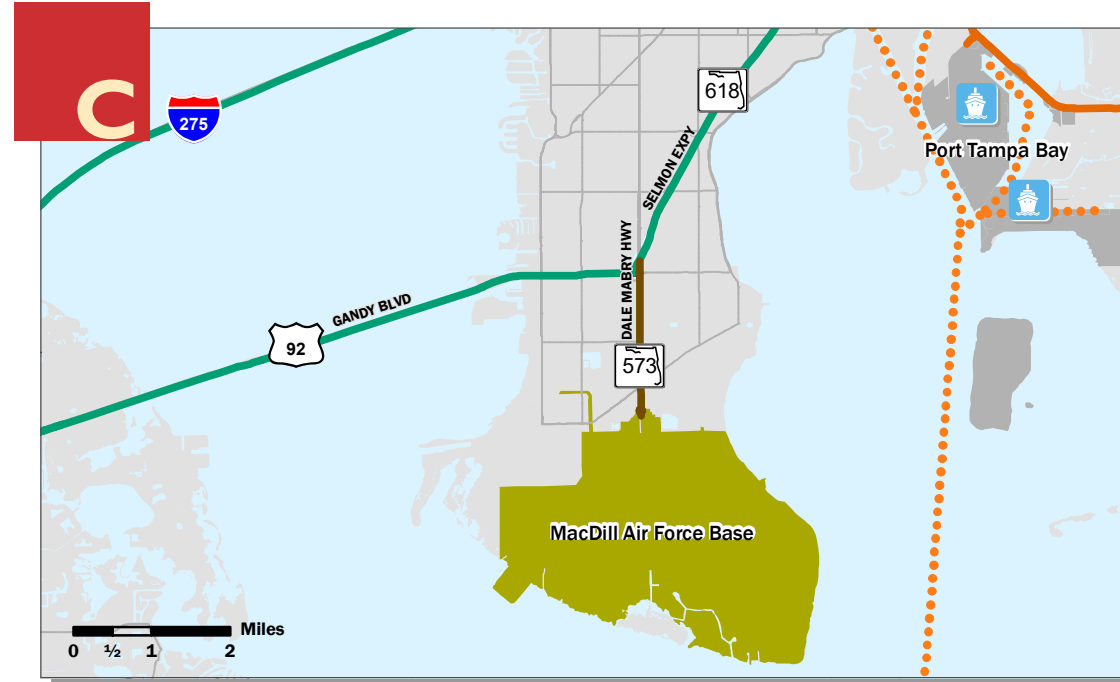 C
275
618
SELMON EXPY
Port Tampa Bay
DALE MABRY HWY
GANDY BLVD
92
573
MacDill Air Force Base
Miles
0 ½ 1 2